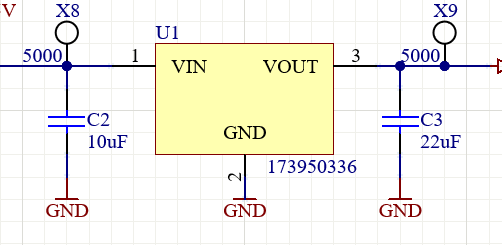 V
X8
U1
X9
5000
1
VIN
VOUT
3
5000
C2
10uF
GND
C3
22uF
2
173950336
GND
GND
GND